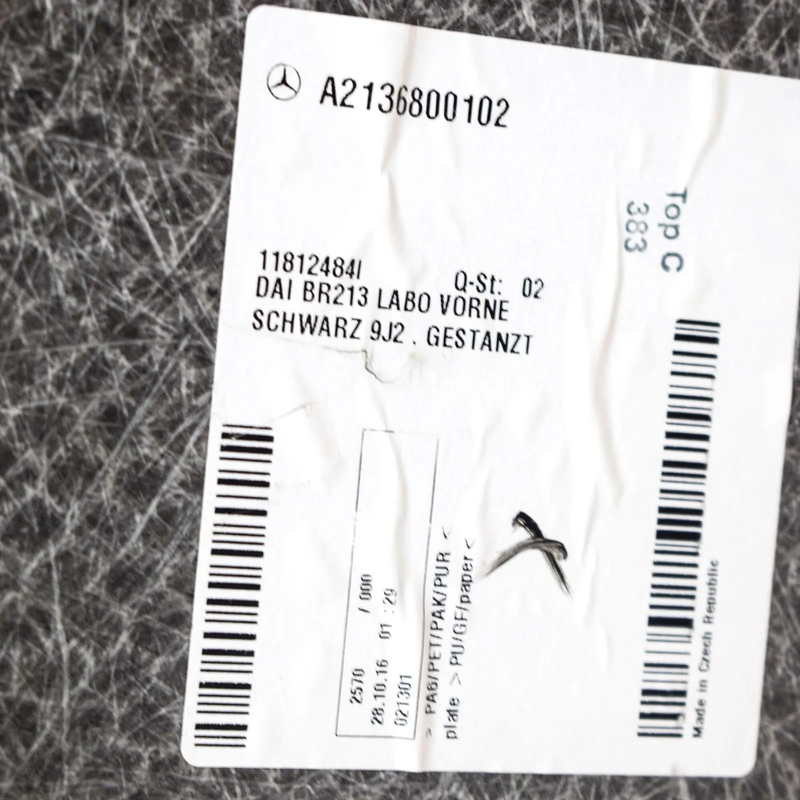 A2136800102
Top C
383
118124841
Q-St: 02
DAI BR213 LABO VORNE
SCHWARZ 9J2 . GESTANZT
2570 / 000
28.10.16 01 : 29
021301
> PA6/PET/PAK/PUR <
plate > PU/GF/paper <
Made in Czech Republic